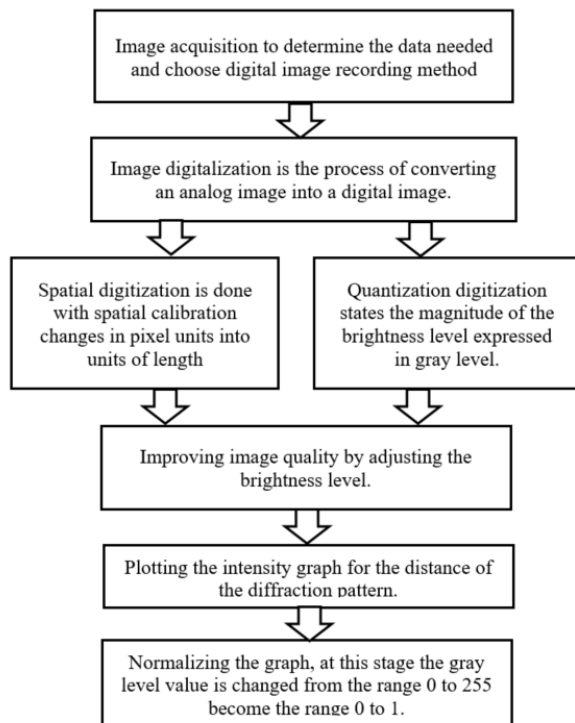 Image acquisition to determine the data needed
and choose digital image recording method
Image digitalization is the process of converting
an analog image into a digital image.
Spatial digitization is done
with spatial calibration
changes in pixel units into
units of length
Quantization digitization
states the magnitude of the
brightness level expressed
in gray level.
Improving image quality by adjusting the
brightness level.
Plotting the intensity graph for the distance of
the diffraction pattern.
Normalizing the graph, at this stage the gray
level value is changed from the range 0 to 255
become the range 0 to 1.